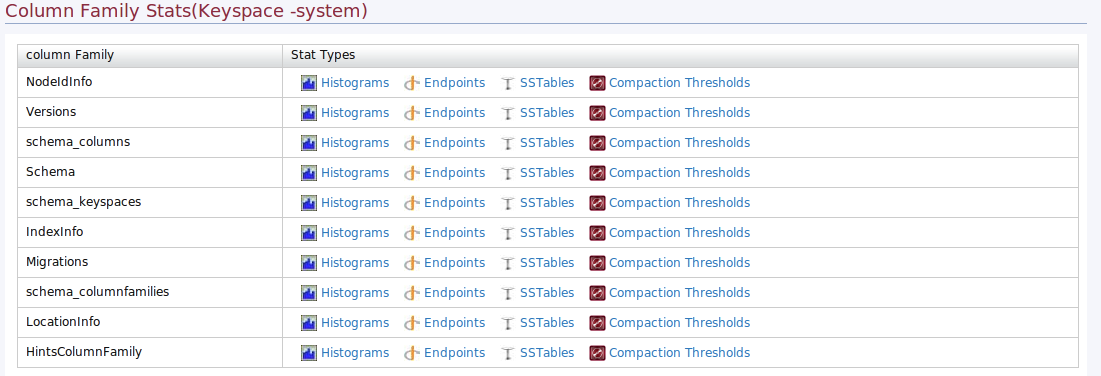 Column Family Stats(Keyspace -system)
column Family Stat Types
NodeIdInfo Histograms Endpoints SSTables Compaction Thresholds
Versions Histograms Endpoints SSTables Compaction Thresholds
schema_columns Histograms Endpoints SSTables Compaction Thresholds
Schema Histograms Endpoints SSTables Compaction Thresholds
schema_keyspaces Histograms Endpoints SSTables Compaction Thresholds
IndexInfo Histograms Endpoints SSTables Compaction Thresholds
Migrations Histograms Endpoints SSTables Compaction Thresholds
schema_columnfamilies Histograms Endpoints SSTables Compaction Thresholds
LocationInfo Histograms Endpoints SSTables Compaction Thresholds
HintsColumnFamily Histograms Endpoints SSTables Compaction Thresholds